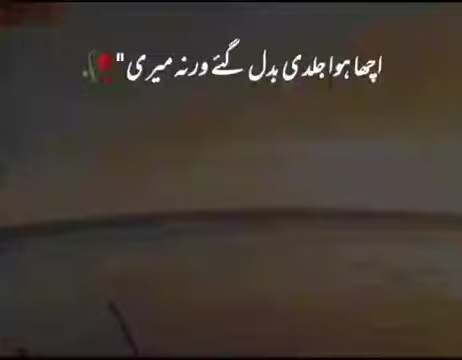 اچھا ہوا جلدی بدل گئے ورنہ میری"🥀